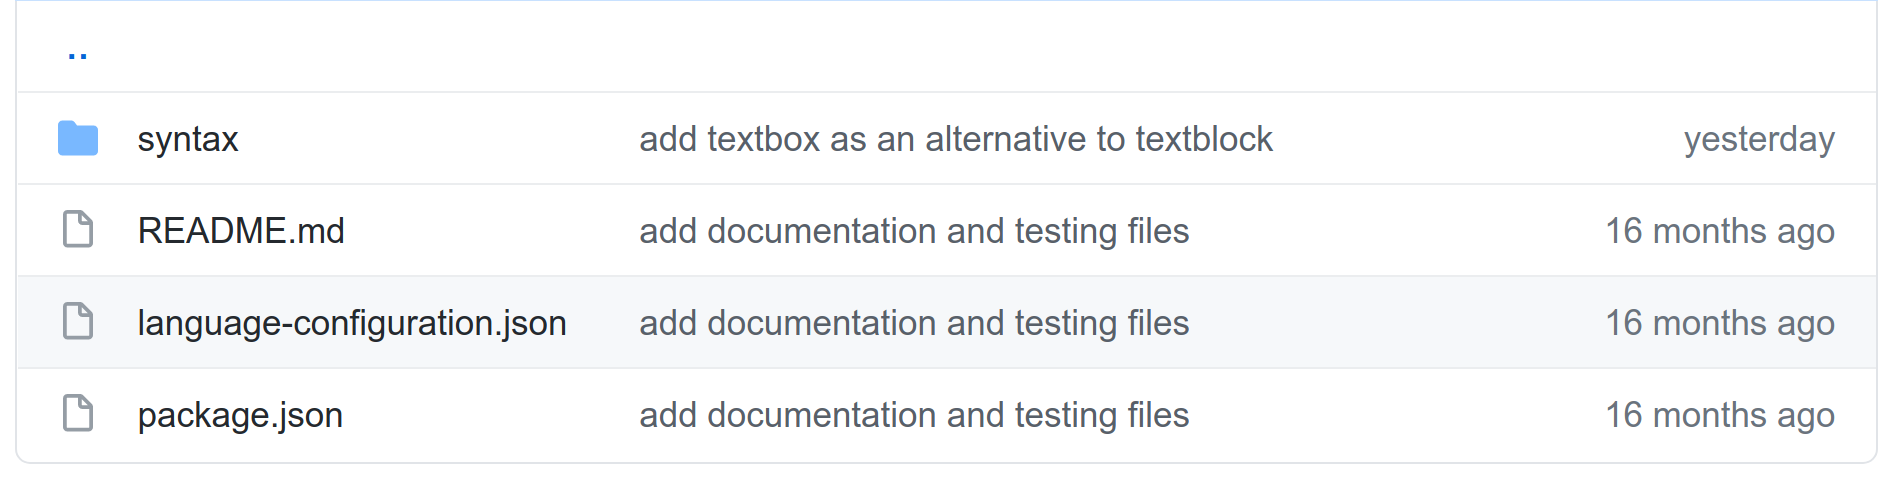 ..
syntax add textbox as an alternative to textblock yesterday
README.md add documentation and testing files 16 months ago
language-configuration.json add documentation and testing files 16 months ago
package.json add documentation and testing files 16 months ago